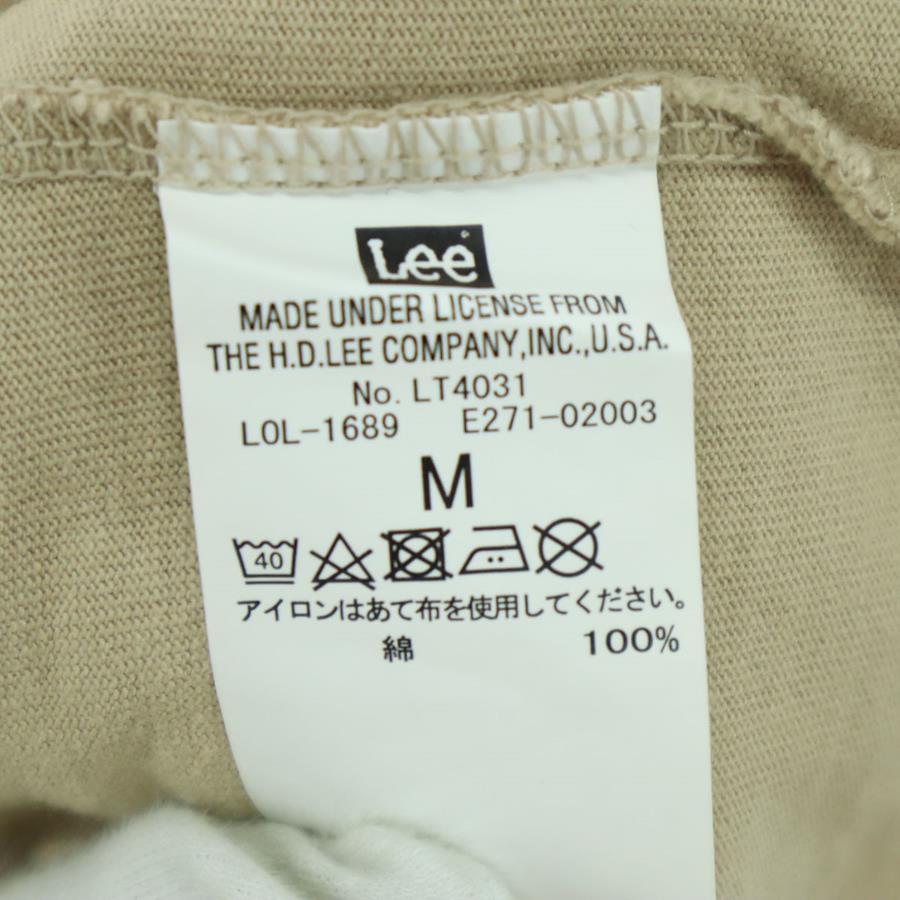 Lee
MADE UNDER LICENSE FROM
THE H.D.LEE COMPANY,INC.,U.S.A.
No. LT4031
LOL-1689 E271-02003
M
40
アイロンはあて布を使用してください。
綿 100%